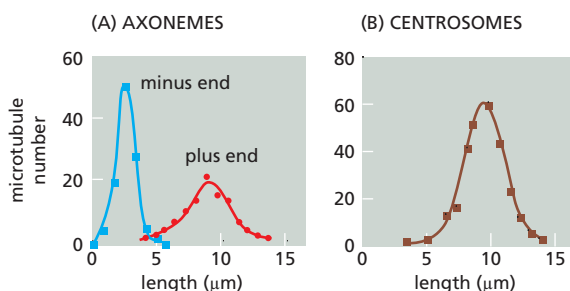 (A) AXONEMES
60
40
20
0
microtubule
number
minus end
plus end
0
5
10
15
length (μm)
(B) CENTROSOMES
80
60
40
20
0
0
5
10
15
length (μm)